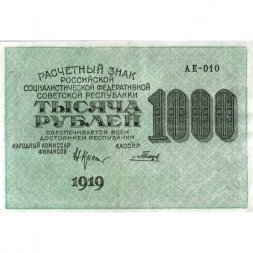 РАСЧЕТНЫЙ ЗНАК
РОССИЙСКОЙ
СОЦИАЛИСТИЧЕСКОЙ ФЕДЕРАТИВНОЙ
СОВЕТСКОЙ РЕСПУБЛИКИ
АЕ-010
ТЫСЯЧА
РУБЛЕЙ
1000
ОБЕСПЕЧИВАЕТСЯ ВСЕМ
ДОСТОЯНИЕМ РЕСПУБЛИКИ
НАРОДНЫЙ КОМИССАР
ФИНАНСОВ
КАССИР
1919